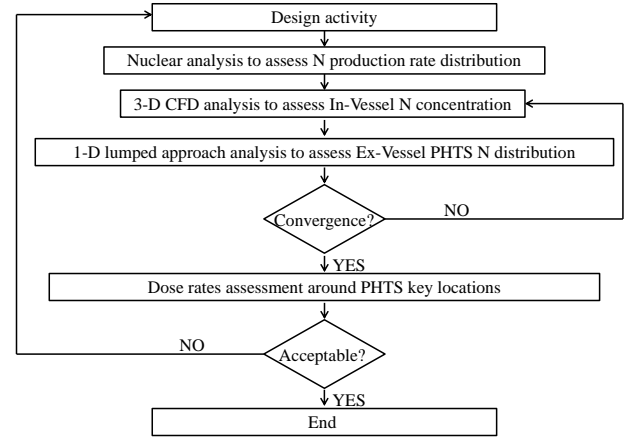 Design activity
Nuclear analysis to assess N production rate distribution
3-D CFD analysis to assess In-Vessel N concentration
1-D lumped approach analysis to assess Ex-Vessel PHTS N distribution
Convergence?
NO
YES
Dose rates assessment around PHTS key locations
NO
Acceptable?
YES
End